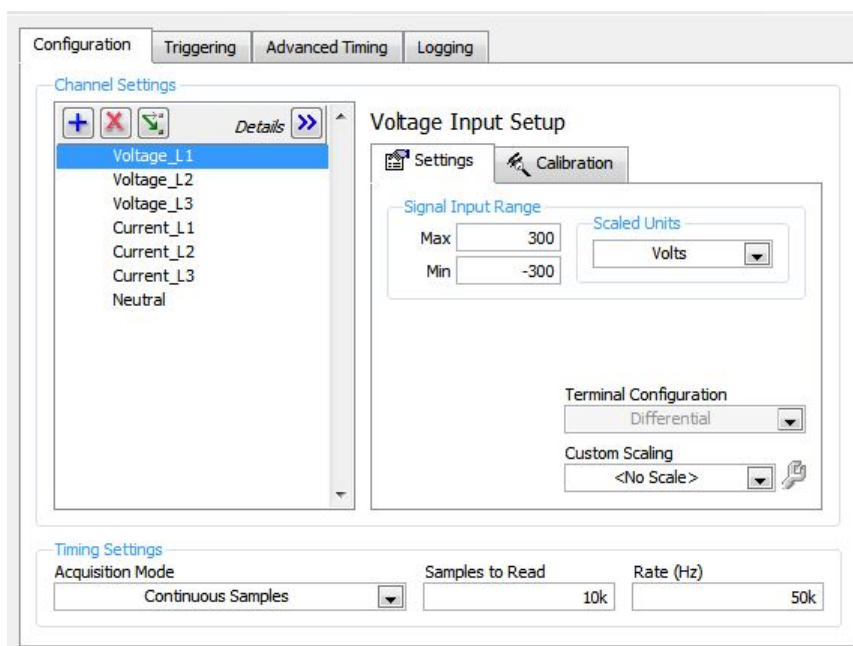 Configuration
Triggering
Advanced Timing
Logging
Channel Settings
Details
Voltage_L1
Voltage_L2
Voltage_L3
Current_L1
Current_L2
Current_L3
Neutral
Voltage Input Setup
Settings
Calibration
Signal Input Range
Max 300
Min -300
Scaled Units
Volts
Terminal Configuration
Differential
Custom Scaling
<No Scale>
Timing Settings
Acquisition Mode
Continuous Samples
Samples to Read
10k
Rate (Hz)
50k